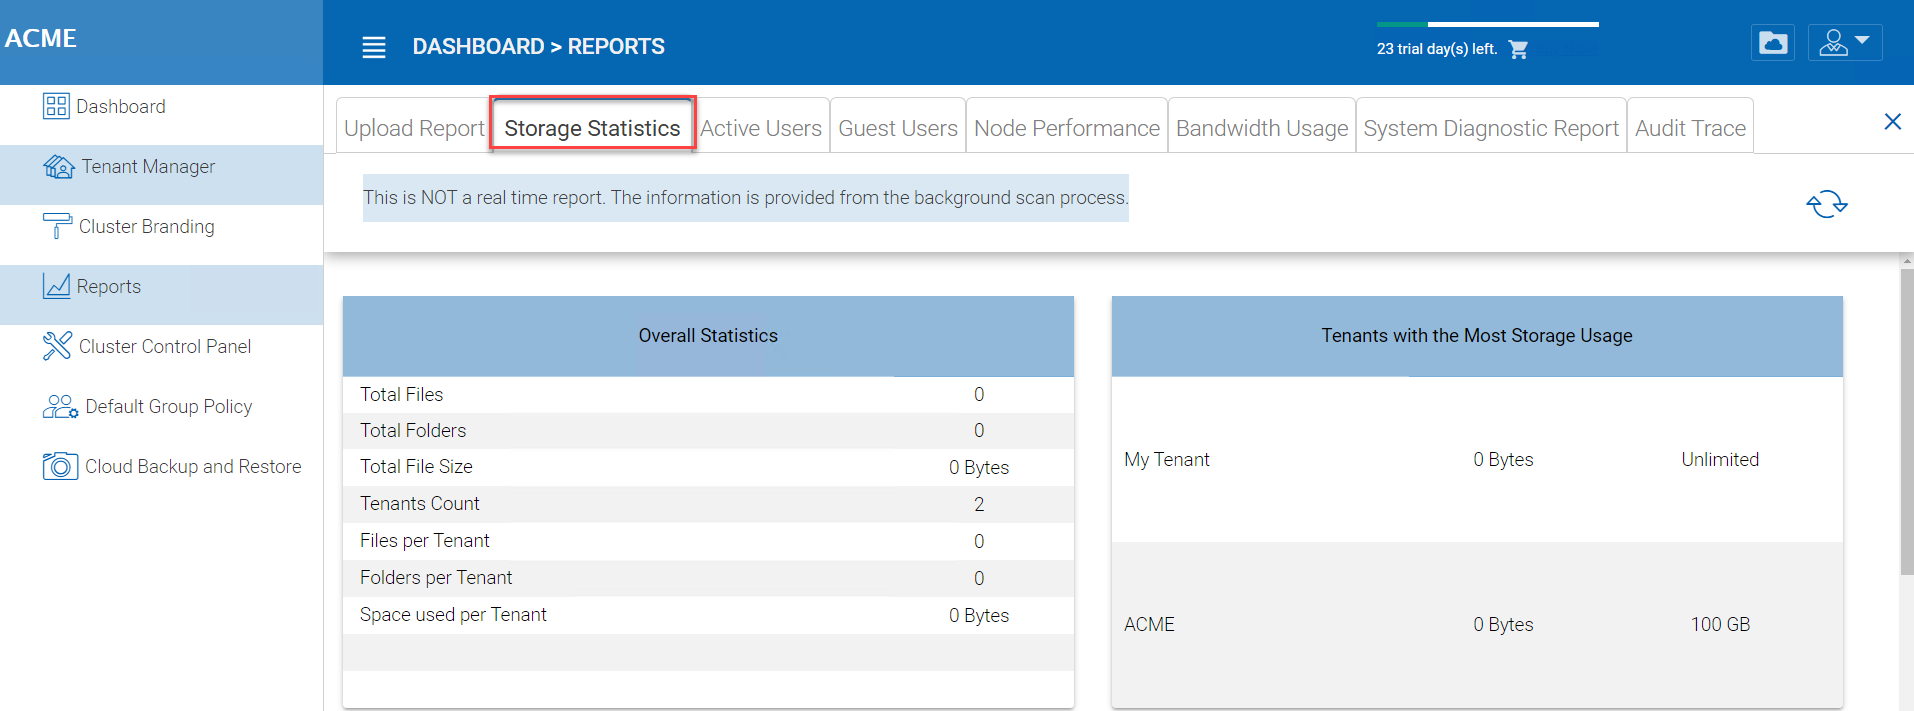 ACME
DASHBOARD > REPORTS
23 trial day(s) left.
Dashboard
Tenant Manager
Cluster Branding
Reports
Cluster Control Panel
Default Group Policy
Cloud Backup and Restore
Upload Report Storage Statistics Active Users Guest Users Node Performance Bandwidth Usage System Diagnostic Report Audit Trace
This is NOT a real time report. The information is provided from the background scan process.
Overall Statistics
Total Files 0
Total Folders 0
Total File Size 0 Bytes
Tenants Count 2
Files per Tenant 0
Folders per Tenant 0
Space used per Tenant 0 Bytes
Tenants with the Most Storage Usage
My Tenant 0 Bytes Unlimited
ACME 0 Bytes 100 GB